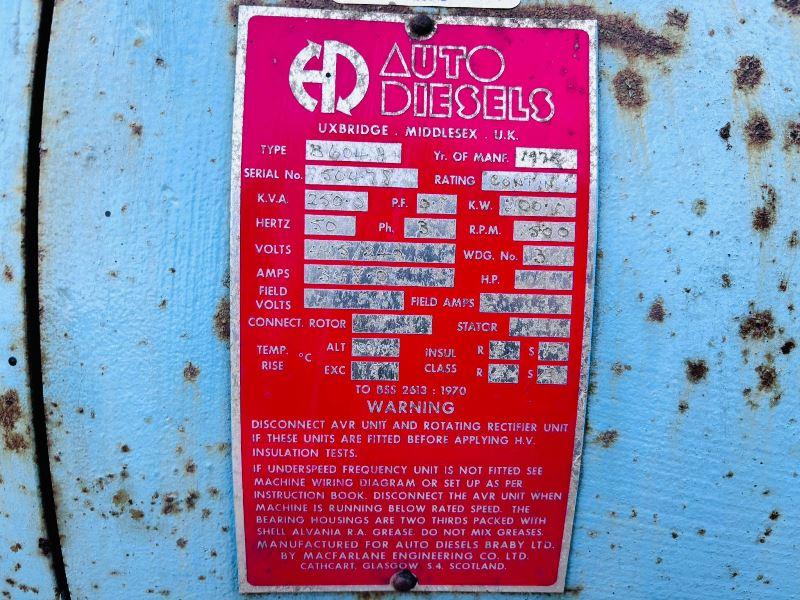 AUTO
DIESELS
UXBRIDGE . MIDDLESEX . U.K.
TYPE Yr. OF MANF.
SERIAL No. RATING
K.V.A. P.F. K.W.
HERTZ 50 Ph. 3 R.P.M.
VOLTS WDG. No. 3
AMPS H.P.
FIELD VOLTS FIELD AMPS
CONNECT. ROTOR STATOR
TEMP. RISE °C ALT INSUL CLASS R S
EXC R S
TO BSS 2613 : 1970
WARNING
DISCONNECT AVR UNIT AND ROTATING RECTIFIER UNIT
IF THESE UNITS ARE FITTED BEFORE APPLYING H.V.
INSULATION TESTS.
IF UNDERSPEED FREQUENCY UNIT IS NOT FITTED SEE
MACHINE WIRING DIAGRAM OR SET UP AS PER
INSTRUCTION BOOK. DISCONNECT THE AVR UNIT WHEN
MACHINE IS RUNNING BELOW RATED SPEED. THE
BEARING HOUSINGS ARE TWO THIRDS PACKED WITH
SHELL ALVANIA R.A. GREASE. DO NOT MIX GREASES.
MANUFACTURED FOR AUTO DIESELS BRABY LTD.
BY MACFARLANE ENGINEERING CO. LTD.
CATHCART, GLASGOW S.4. SCOTLAND.